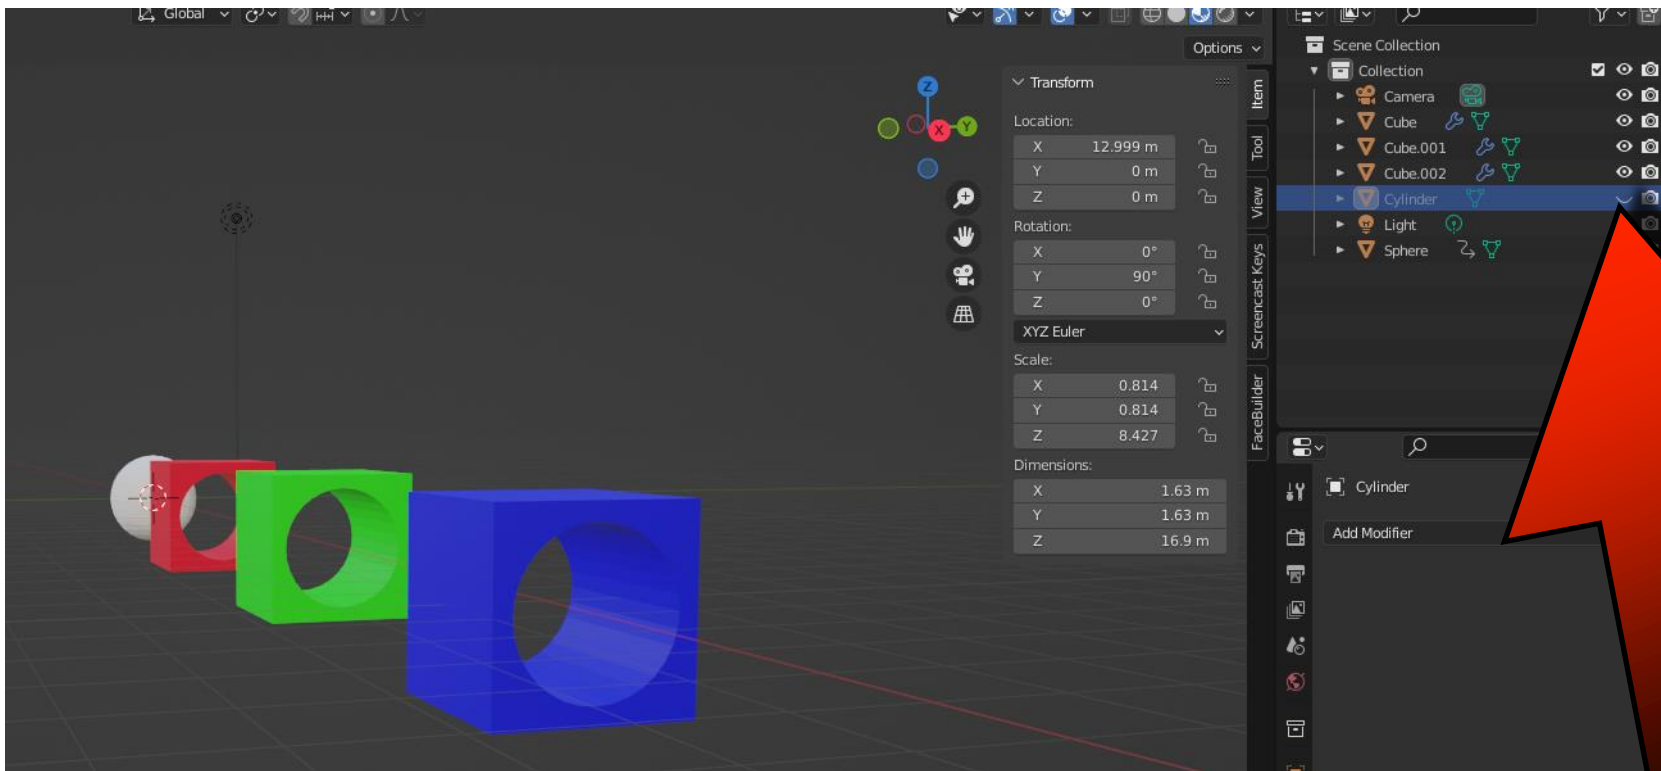 Global
Options
Z
X
Y
Transform
Location:
X 12.999 m
Y 0 m
Z 0 m
Rotation:
X 0°
Y 90°
Z 0°
XYZ Euler
Scale:
X 0.814
Y 0.814
Z 8.427
Dimensions:
X 1.63 m
Y 1.63 m
Z 16.9 m
Item
Tool
View
Screencast Keys
FaceBuilder
Scene Collection
Collection
Camera
Cube
Cube.001
Cube.002
Cylinder
Light
Sphere
Cylinder
Add Modifier